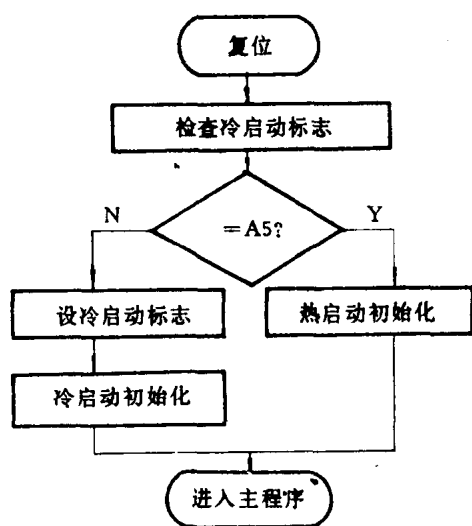 复位
检查冷启动标志
=A5?
N
Y
设冷启动标志
热启动初始化
冷启动初始化
进入主程序